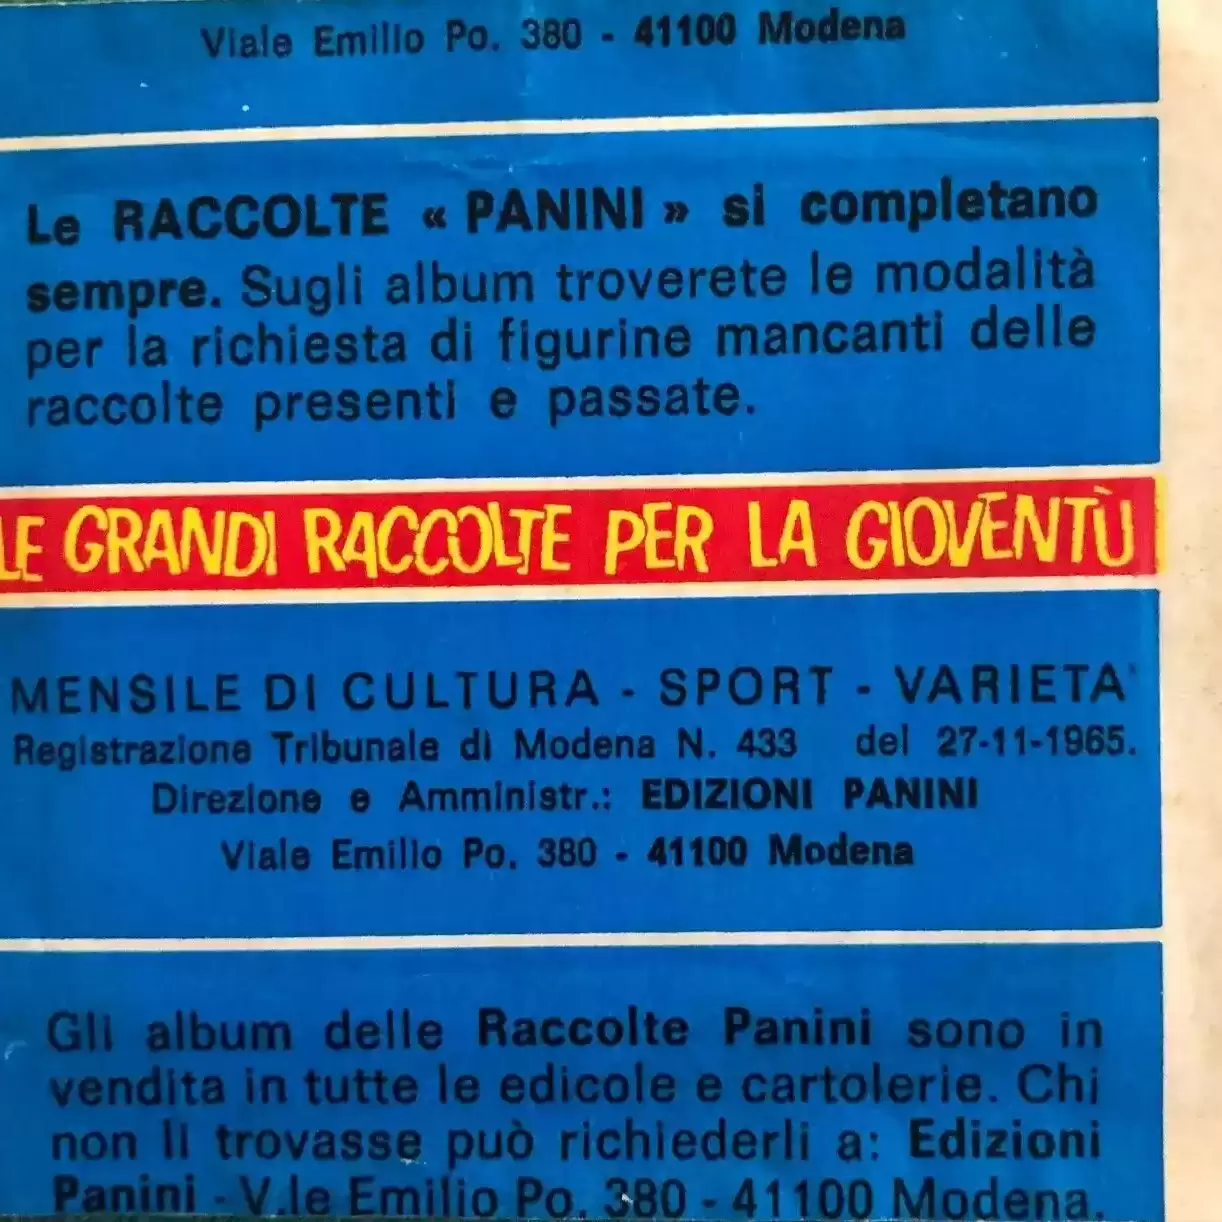 Viale Emilio Po. 380 - 41100 Modena
Le RACCOLTE « PANINI » si completano
sempre. Sugli album troverete le modalità
per la richiesta di figurine mancanti delle
raccolte presenti e passate.
LE GRANDI RACCOLTE PER LA GIOVENTÙ
MENSILE DI CULTURA - SPORT - VARIETA'
Registrazione Tribunale di Modena N. 433 del 27-11-1965.
Direzione e Amministr.: EDIZIONI PANINI
Viale Emilio Po. 380 - 41100 Modena
Gli album delle Raccolte Panini sono in
vendita in tutte le edicole e cartolerie. Chi
non li trovasse può richiederli a: Edizioni
Panini - V.le Emilio Po. 380 - 41100 Modena.